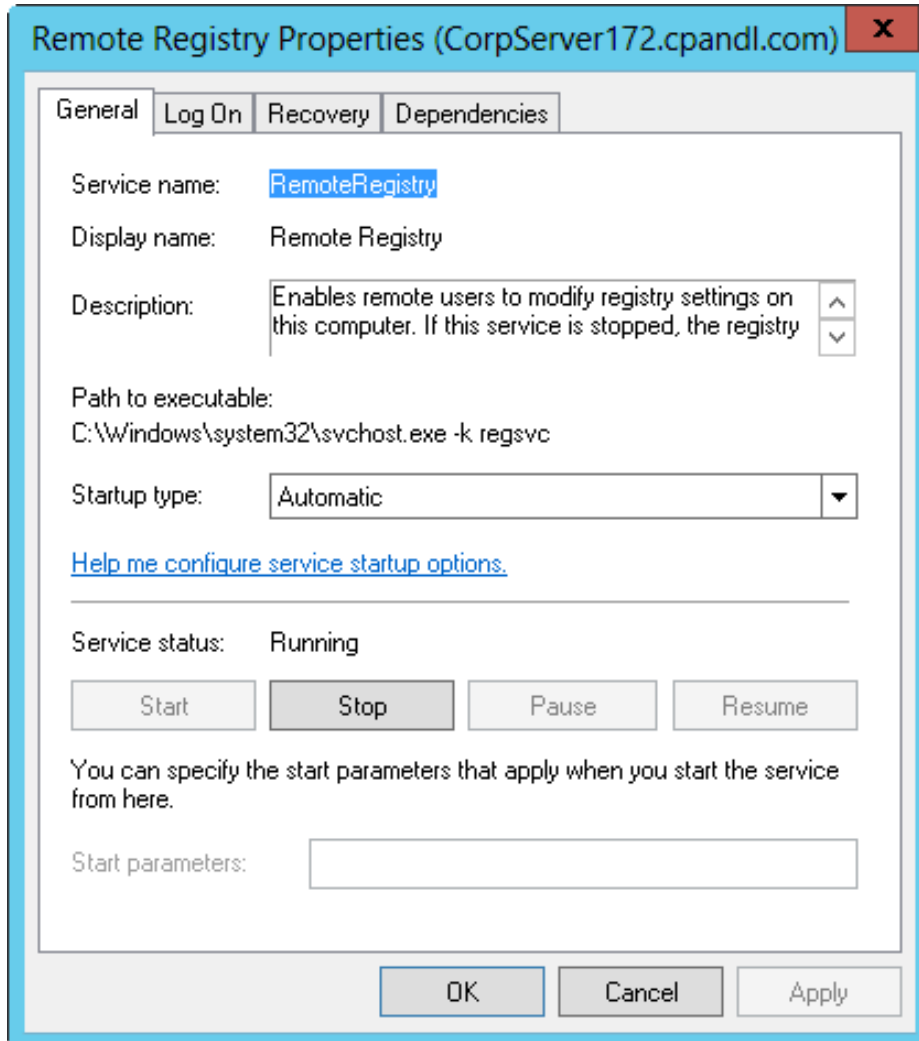 Remote Registry Properties (CorpServer172.cpandl.com) x
General Log On Recovery Dependencies
Service name: RemoteRegistry
Display name: Remote Registry
Description: Enables remote users to modify registry settings on
this computer. If this service is stopped, the registry
Path to executable:
C:\Windows\system32\svchost.exe -k regsvc
Startup type: Automatic
Help me configure service startup options.
Service status: Running
Start Stop Pause Resume
You can specify the start parameters that apply when you start the service
from here.
Start parameters:
OK Cancel Apply